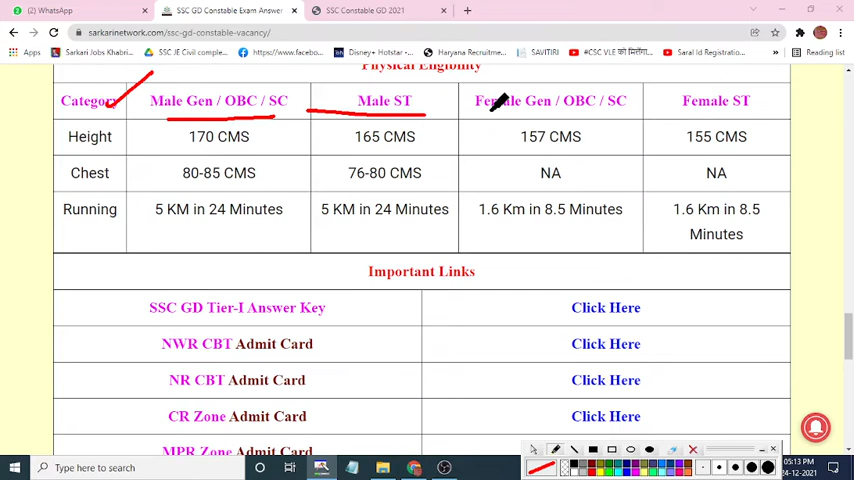 (2) WhatsApp
SSC GD Constable Exam Answer
SSC Constable GD 2021
sarkarinetwork.com/ssc-gd-constable-vacancy/
Apps
Sarkari Jobs Khabri...
SSC JE Civil comple...
https://www.facebo...
Disney+ Hotstar -...
Haryana Recruitme...
SAVITIRI
Saral Id Registratio...
Reading list
Physical Eligibility
Category Male Gen / OBC / SC Male ST Female Gen / OBC / SC Female ST
Height 170 CMS 165 CMS 157 CMS 155 CMS
Chest 80-85 CMS 76-80 CMS NA NA
Running 5 KM in 24 Minutes 5 KM in 24 Minutes 1.6 Km in 8.5 Minutes 1.6 Km in 8.5
Minutes
Important Links
SSC GD Tier-I Answer Key Click Here
NWR CBT Admit Card Click Here
NR CBT Admit Card Click Here
CR Zone Admit Card Click Here
MPR Zone Admit Card
Type here to search
05:13 PM
24-12-2021